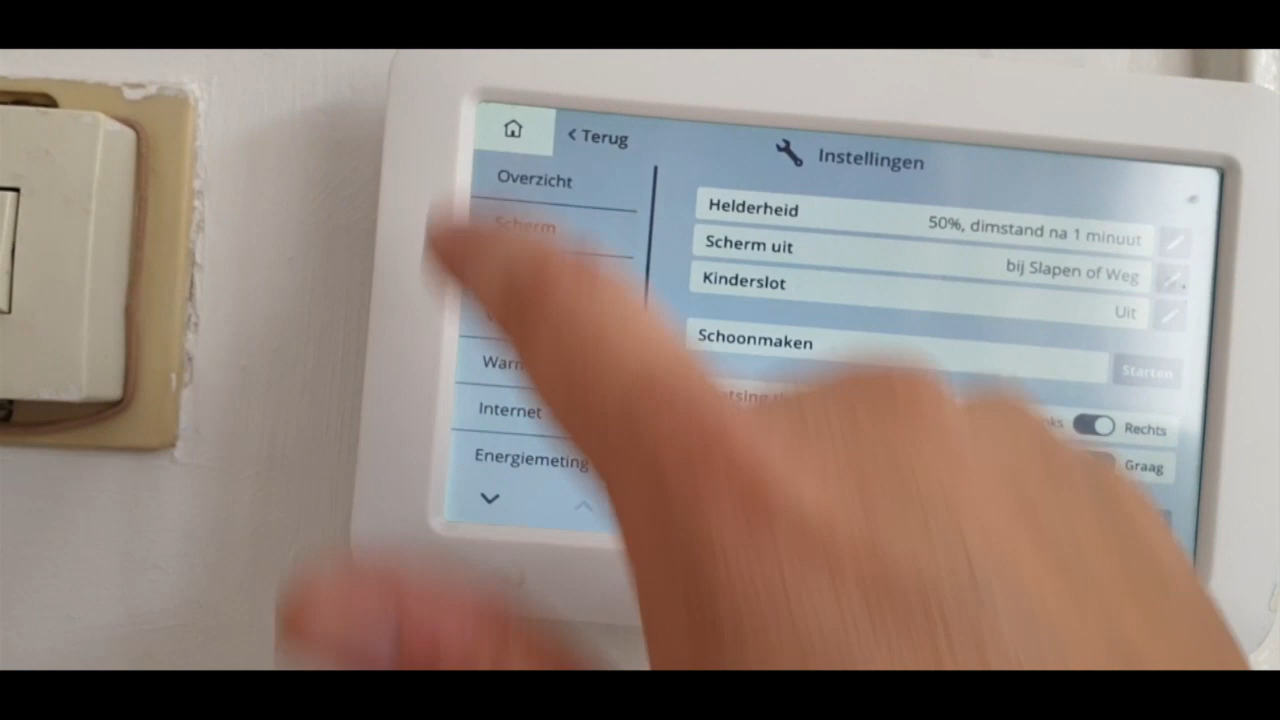 < Terug
Instellingen
Overzicht
Scherm
Internet
Energiemeting
Helderheid 50%, dimstand na 1 minuut
Scherm uit bij Slapen of Weg
Kinderslot Uit
Schoonmaken Starten
Rechts
Graag